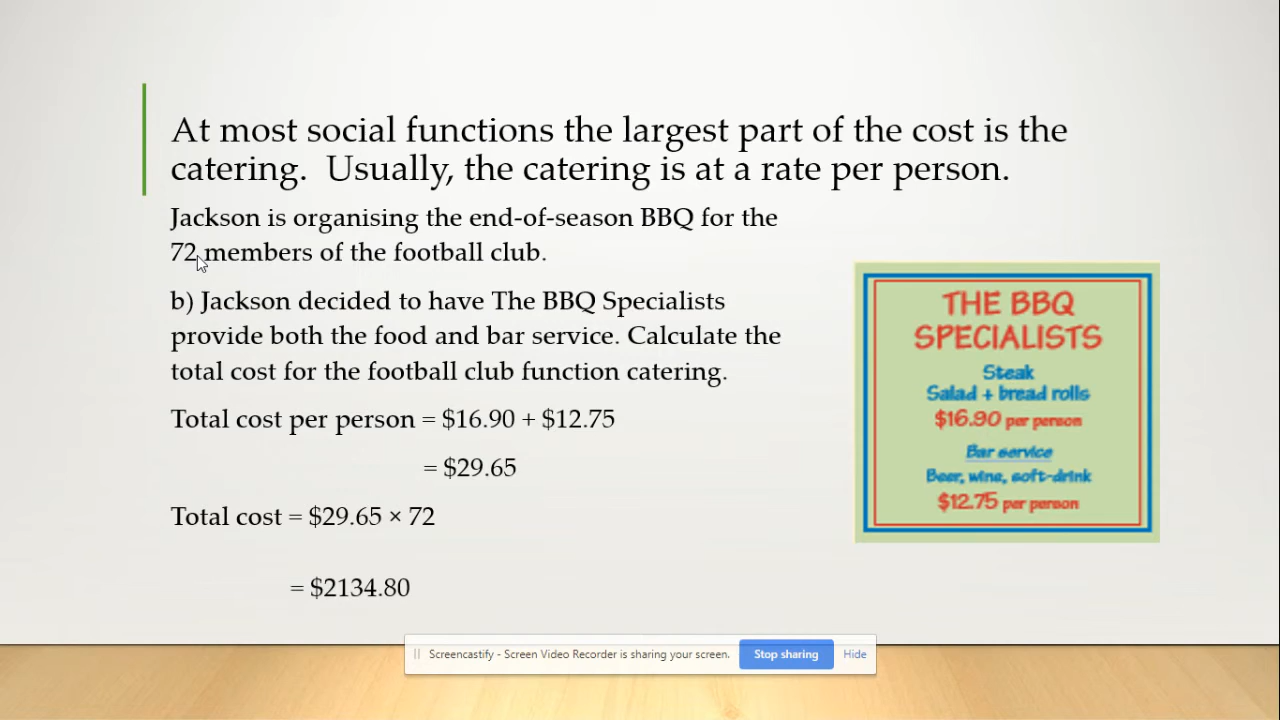 At most social functions the largest part of the cost is the
catering.  Usually, the catering is at a rate per person.
Jackson is organising the end-of-season BBQ for the
72 members of the football club.
b) Jackson decided to have The BBQ Specialists
provide both the food and bar service. Calculate the
total cost for the football club function catering.
Total cost per person = $16.90 + $12.75
= $29.65
Total cost = $29.65 × 72
= $2134.80
THE BBQ
SPECIALISTS
Steak
Salad + bread rolls
$16.90 per person
Bar service
Beer, wine, soft-drink
$12.75 per person
Screencastify - Screen Video Recorder is sharing your screen. Stop sharing Hide